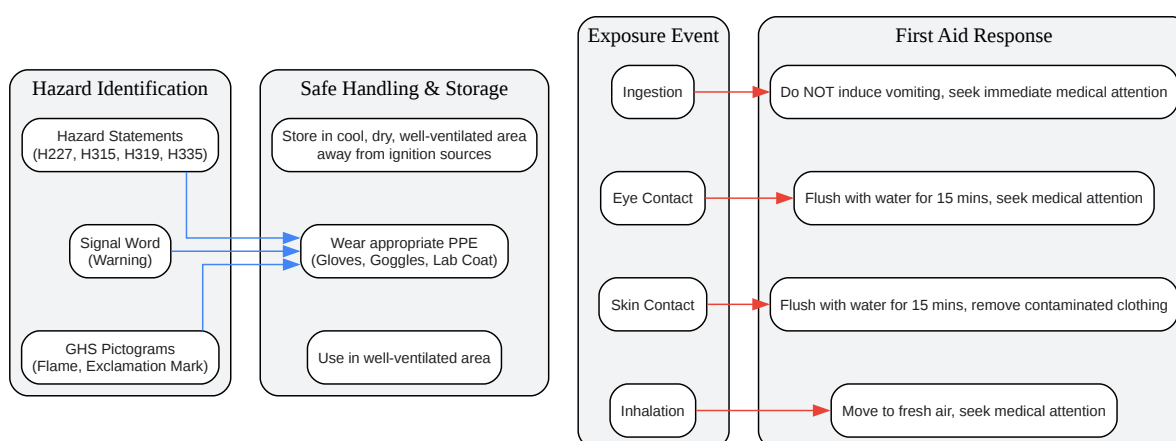 Hazard Identification
Hazard Statements
(H227, H315, H319, H335)
Signal Word
(Warning)
GHS Pictograms
(Flame, Exclamation Mark)
Safe Handling & Storage
Store in cool, dry, well-ventilated area
away from ignition sources
Wear appropriate PPE
(Gloves, Goggles, Lab Coat)
Use in well-ventilated area
Exposure Event
Ingestion
Eye Contact
Skin Contact
Inhalation
First Aid Response
Do NOT induce vomiting, seek immediate medical attention
Flush with water for 15 mins, seek medical attention
Flush with water for 15 mins, remove contaminated clothing
Move to fresh air, seek medical attention